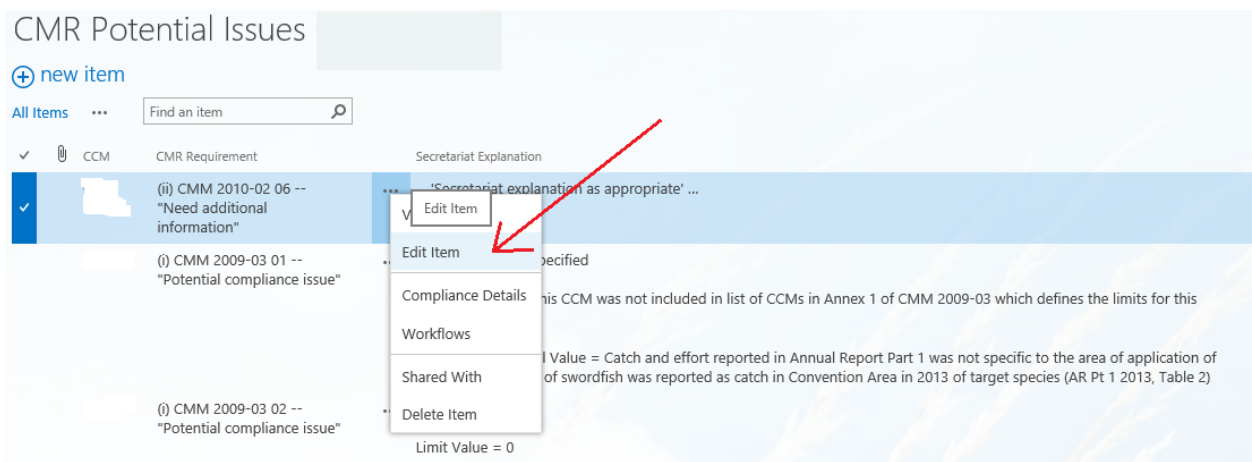 CMR Potential Issues
new item
All Items ... Find an item
CCM CMR Requirement Secretariat Explanation
(ii) CMM 2010-02 06 -- ... 'Secretariat explanation as appropriate' ...
"Need additional
information"
V
Edit Item
Edit Item
(i) CMM 2009-03 01 --
"Potential compliance issue"
Compliance Details
his CCM was not included in list of CCMs in Annex 1 of CMM 2009-03 which defines the limits for this
Workflows
l Value = Catch and effort reported in Annual Report Part 1 was not specific to the area of application of
Shared With
of swordfish was reported as catch in Convention Area in 2013 of target species (AR Pt 1 2013, Table 2)
(i) CMM 2009-03 02 --
"Potential compliance issue"
Delete Item
Limit Value = 0